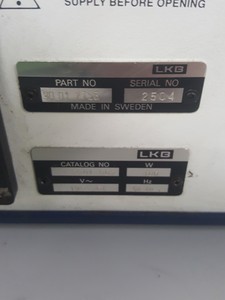 SUPPLY BEFORE OPENING
LKB
PART NO SERIAL NO
2504
MADE IN SWEDEN
LKB
CATALOG NO W
V~ Hz